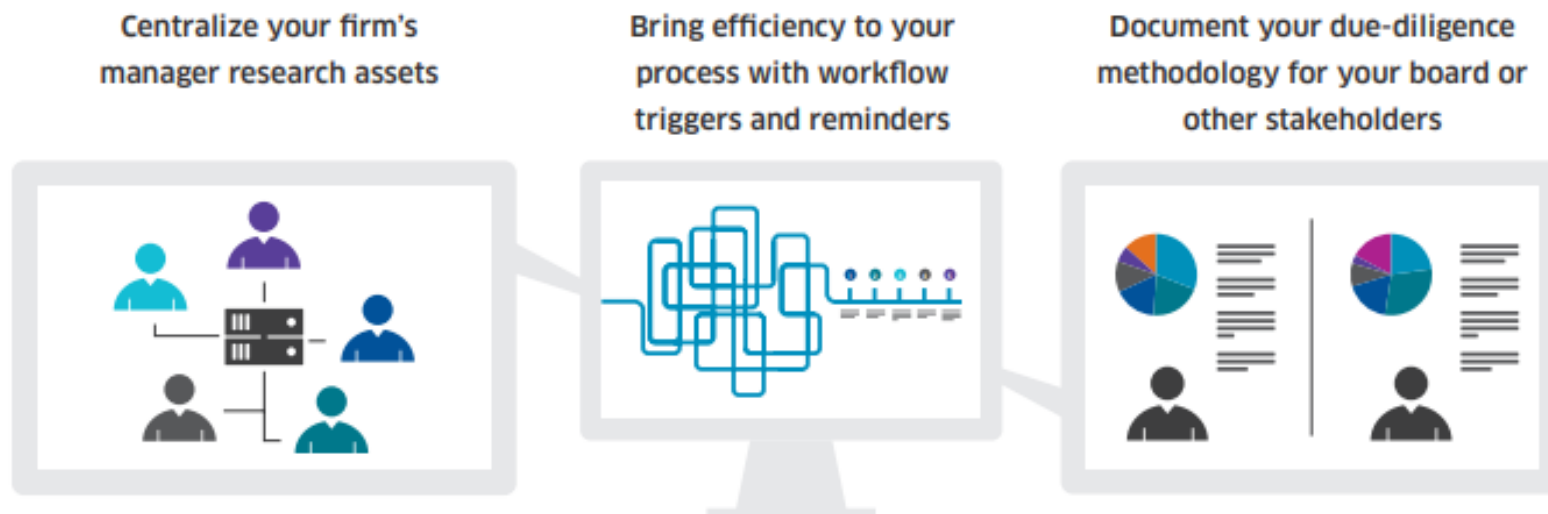 Centralize your firm's
manager research assets
Bring efficiency to your
process with workflow
triggers and reminders
Document your due-diligence
methodology for your board or
other stakeholders